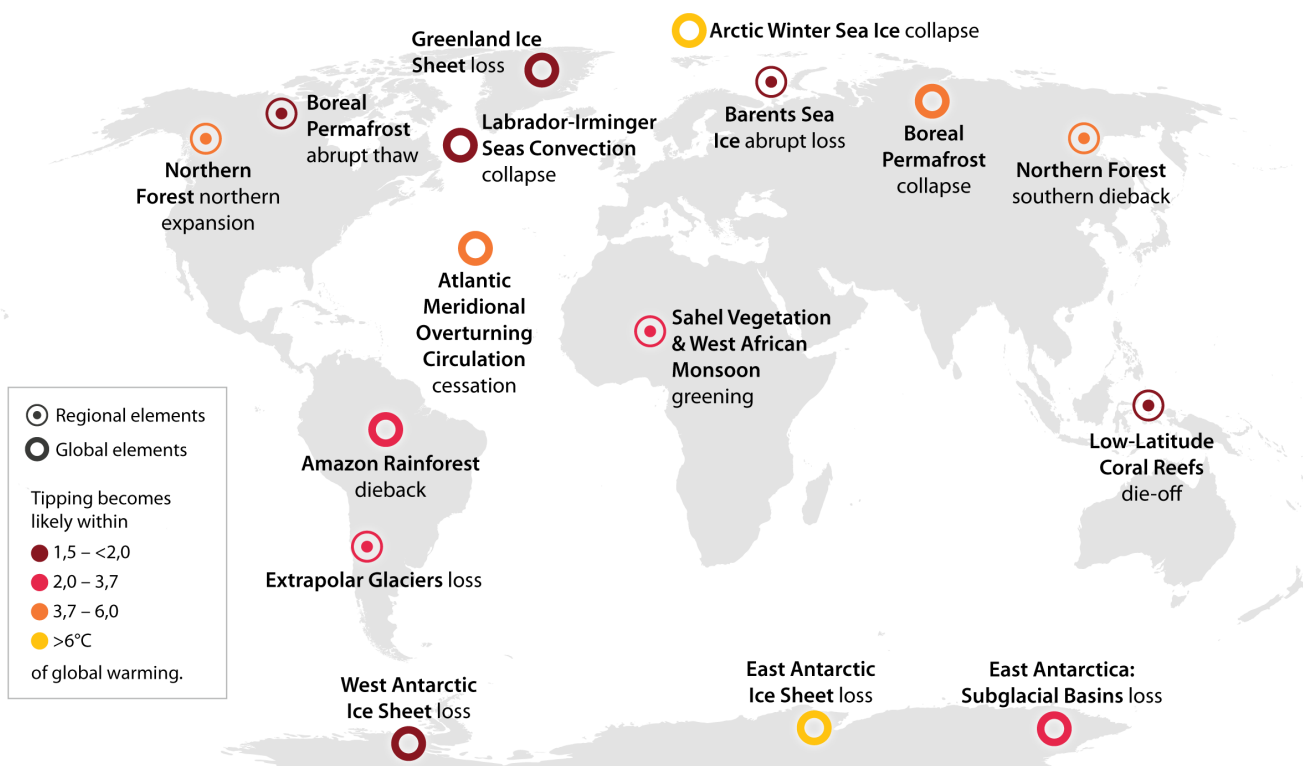 Arctic Winter Sea Ice collapse
Greenland Ice
Sheet loss
Boreal
Permafrost
abrupt thaw
Labrador-Irminger
Seas Convection
collapse
Barents Sea
Ice abrupt loss
Boreal
Permafrost
collapse
Northern Forest
southern dieback
Northern
Forest northern
expansion
Atlantic
Meridional
Overturning
Circulation
cessation
Sahel Vegetation
& West African
Monsoon
greening
Regional elements
Global elements
Tipping becomes
likely within
1,5 – <2,0
2,0 – 3,7
3,7 – 6,0
>6°C
of global warming.
Amazon Rainforest
dieback
Low-Latitude
Coral Reefs
die-off
Extrapolar Glaciers loss
West Antarctic
Ice Sheet loss
East Antarctic
Ice Sheet loss
East Antarctica:
Subglacial Basins loss